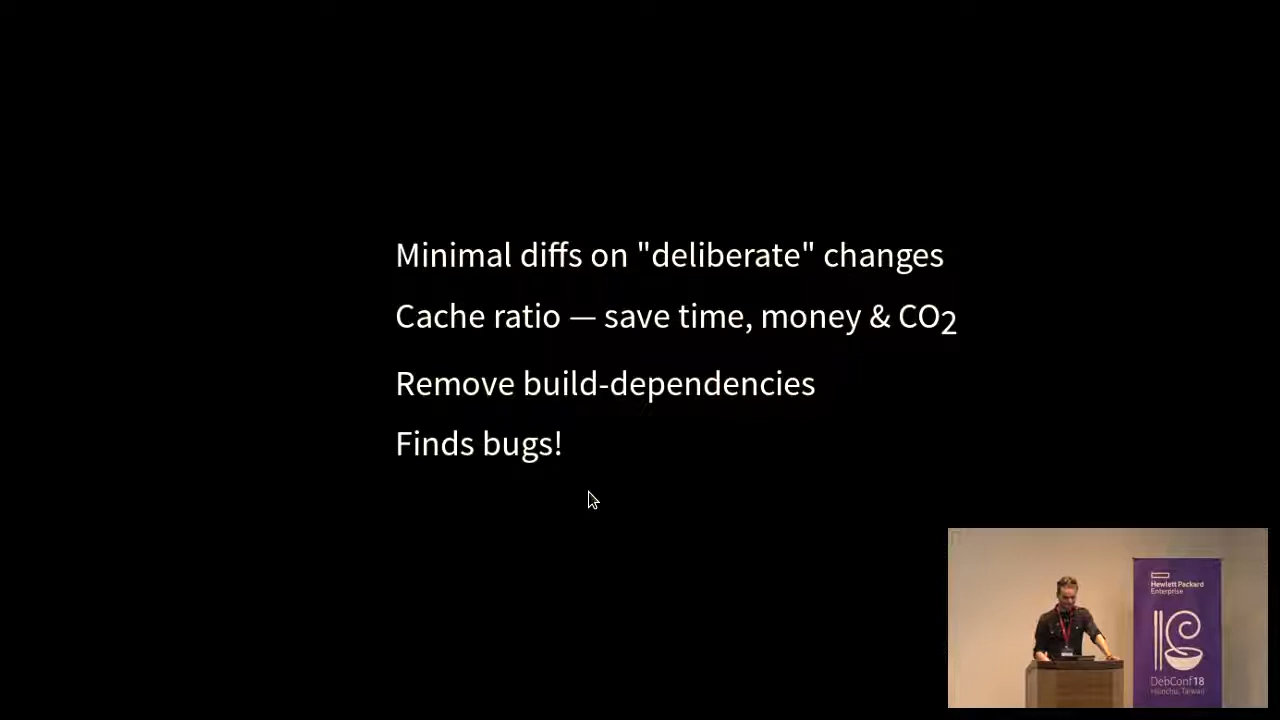 Minimal diffs on "deliberate" changes
Cache ratio — save time, money & CO2
Remove build-dependencies
Finds bugs!
Hewlett Packard
Enterprise
DebConf18
Hsinchu, Taiwan